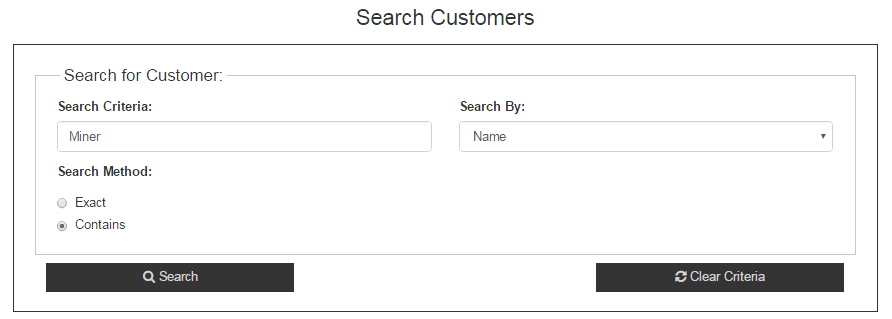 Search Customers
Search for Customer:
Search Criteria: Search By:
Miner Name
Search Method:
Exact
Contains
Search Clear Criteria